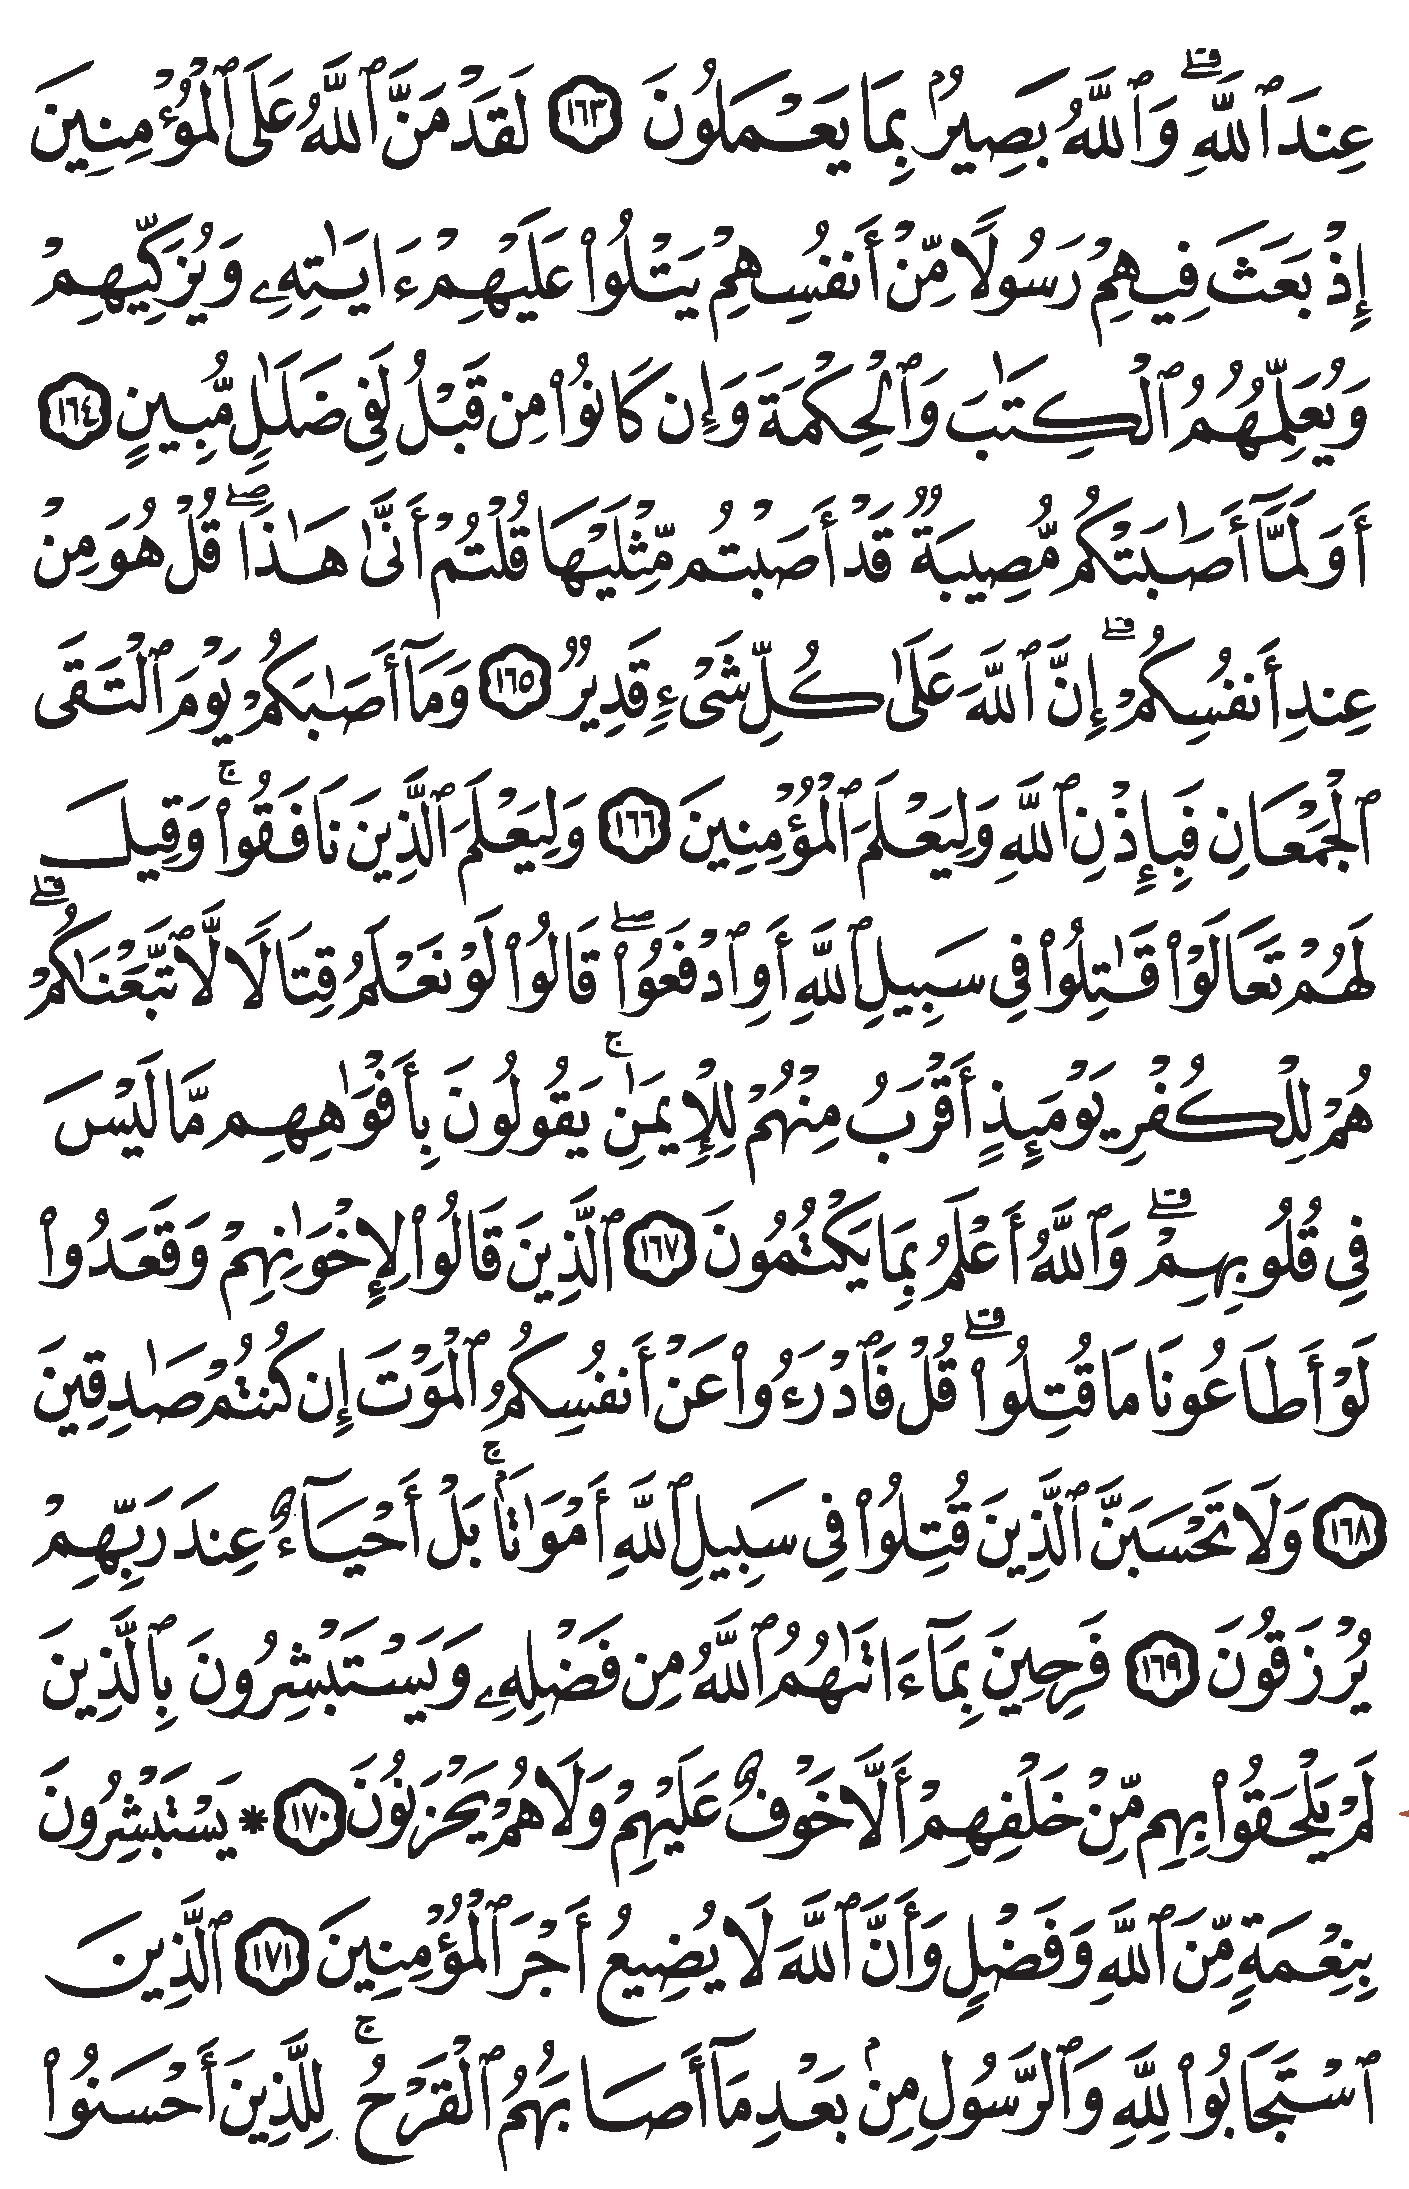 عِندَ ٱللَّهِ ۗ وَٱللَّهُ بَصِيرٌۢ بِمَا يَعْمَلُونَ ١٦٣ لَقَدْ مَنَّ ٱللَّهُ عَلَى ٱلْمُؤْمِنِينَ
إِذْ بَعَثَ فِيهِمْ رَسُولًا مِّنْ أَنفُسِهِمْ يَتْلُوا۟ عَلَيْهِمْ ءَايَـٰتِهِۦ وَيُزَكِّيهِمْ
وَيُعَلِّمُهُمُ ٱلْكِتَـٰبَ وَٱلْحِكْمَةَ وَإِن كَانُوا۟ مِن قَبْلُ لَفِى ضَلَـٰلٍ مُّبِينٍ ١٦٤
أَوَلَمَّآ أَصَـٰبَتْكُم مُّصِيبَةٌ قَدْ أَصَبْتُم مِّثْلَيْهَا قُلْتُمْ أَنَّىٰ هَـٰذَا ۖ قُلْ هُوَ مِنْ
عِندِ أَنفُسِكُمْ ۗ إِنَّ ٱللَّهَ عَلَىٰ كُلِّ شَىْءٍ قَدِيرٌ ١٦٥ وَمَآ أَصَـٰبَكُمْ يَوْمَ ٱلْتَقَى
ٱلْجَمْعَانِ فَبِإِذْنِ ٱللَّهِ وَلِيَعْلَمَ ٱلْمُؤْمِنِينَ ١٦٦ وَلِيَعْلَمَ ٱلَّذِينَ نَافَقُوا۟ ۚ وَقِيلَ
لَهُمْ تَعَالَوْا۟ قَـٰتِلُوا۟ فِى سَبِيلِ ٱللَّهِ أَوِ ٱدْفَعُوا۟ ۖ قَالُوا۟ لَوْ نَعْلَمُ قِتَالًا لَّٱتَّبَعْنَـٰكُمْ ۗ
هُمْ لِلْكُفْرِ يَوْمَئِذٍ أَقْرَبُ مِنْهُمْ لِلْإِيمَـٰنِ ۚ يَقُولُونَ بِأَفْوَٰهِهِم مَّا لَيْسَ
فِى قُلُوبِهِمْ ۗ وَٱللَّهُ أَعْلَمُ بِمَا يَكْتُمُونَ ١٦٧ ٱلَّذِينَ قَالُوا۟ لِإِخْوَٰنِهِمْ وَقَعَدُوا۟
لَوْ أَطَاعُونَا مَا قُتِلُوا۟ ۗ قُلْ فَٱدْرَءُوا۟ عَنْ أَنفُسِكُمُ ٱلْمَوْتَ إِن كُنتُمْ صَـٰدِقِينَ
١٦٨ وَلَا تَحْسَبَنَّ ٱلَّذِينَ قُتِلُوا۟ فِى سَبِيلِ ٱللَّهِ أَمْوَٰتًۢا ۚ بَلْ أَحْيَآءٌ عِندَ رَبِّهِمْ
يُرْزَقُونَ ١٦٩ فَرِحِينَ بِمَآ ءَاتَىٰهُمُ ٱللَّهُ مِن فَضْلِهِۦ وَيَسْتَبْشِرُونَ بِٱلَّذِينَ
لَمْ يَلْحَقُوا۟ بِهِم مِّنْ خَلْفِهِمْ أَلَّا خَوْفٌ عَلَيْهِمْ وَلَا هُمْ يَحْزَنُونَ ١٧٠ * يَسْتَبْشِرُونَ
بِنِعْمَةٍ مِّنَ ٱللَّهِ وَفَضْلٍ وَأَنَّ ٱللَّهَ لَا يُضِيعُ أَجْرَ ٱلْمُؤْمِنِينَ ١٧١ ٱلَّذِينَ
ٱسْتَجَابُوا۟ لِلَّهِ وَٱلرَّسُولِ مِنۢ بَعْدِ مَآ أَصَابَهُمُ ٱلْقَرْحُ ۚ لِلَّذِينَ أَحْسَنُوا۟